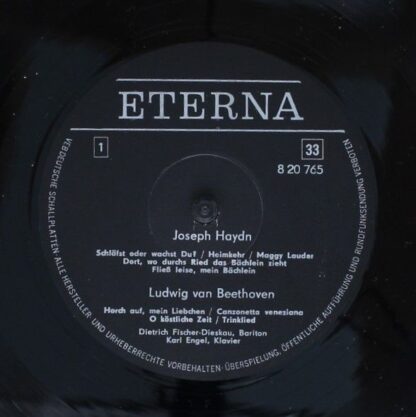 ETERNA
1
33
8 20 765
Joseph Haydn
Schläfst oder wachst Du? / Heimkehr / Maggy Lauder
Dort, wo durchs Ried das Bächlein zieht
Fließ leise, mein Bächlein
Ludwig van Beethoven
Horch auf, mein Liebchen / Canzonetta veneziana
O köstliche Zeit / Trinklied
Dietrich Fischer-Dieskau, Bariton
Karl Engel, Klavier
VEB DEUTSCHE SCHALLPLATTEN · ALLE HERSTELLER- UND URHEBERRECHTE VORBEHALTEN · ÜBERSPIELUNG, ÖFFENTLICHE AUFFÜHRUNG UND RUNDFUNKSENDUNG VERBOTEN